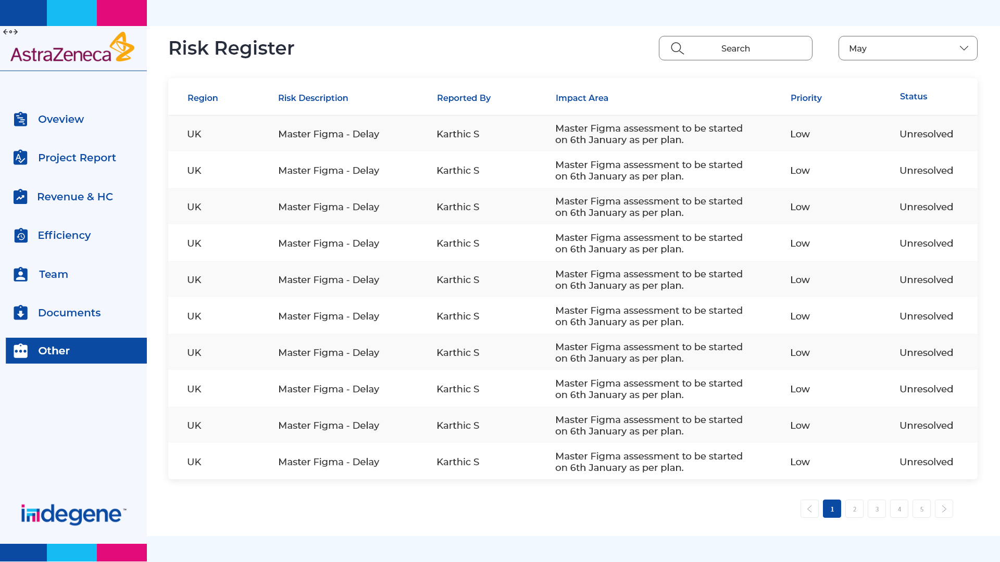 AstraZeneca
Risk Register
Search
May
Oveview
Project Report
Revenue & HC
Efficiency
Team
Documents
Other
Region Risk Description Reported By Impact Area Priority Status
UK Master Figma - Delay Karthic S Master Figma assessment to be started
on 6th January as per plan. Low Unresolved
UK Master Figma - Delay Karthic S Master Figma assessment to be started
on 6th January as per plan. Low Unresolved
UK Master Figma - Delay Karthic S Master Figma assessment to be started
on 6th January as per plan. Low Unresolved
UK Master Figma - Delay Karthic S Master Figma assessment to be started
on 6th January as per plan. Low Unresolved
UK Master Figma - Delay Karthic S Master Figma assessment to be started
on 6th January as per plan. Low Unresolved
UK Master Figma - Delay Karthic S Master Figma assessment to be started
on 6th January as per plan. Low Unresolved
UK Master Figma - Delay Karthic S Master Figma assessment to be started
on 6th January as per plan. Low Unresolved
UK Master Figma - Delay Karthic S Master Figma assessment to be started
on 6th January as per plan. Low Unresolved
UK Master Figma - Delay Karthic S Master Figma assessment to be started
on 6th January as per plan. Low Unresolved
UK Master Figma - Delay Karthic S Master Figma assessment to be started
on 6th January as per plan. Low Unresolved
indegene™
1 2 3 4 5